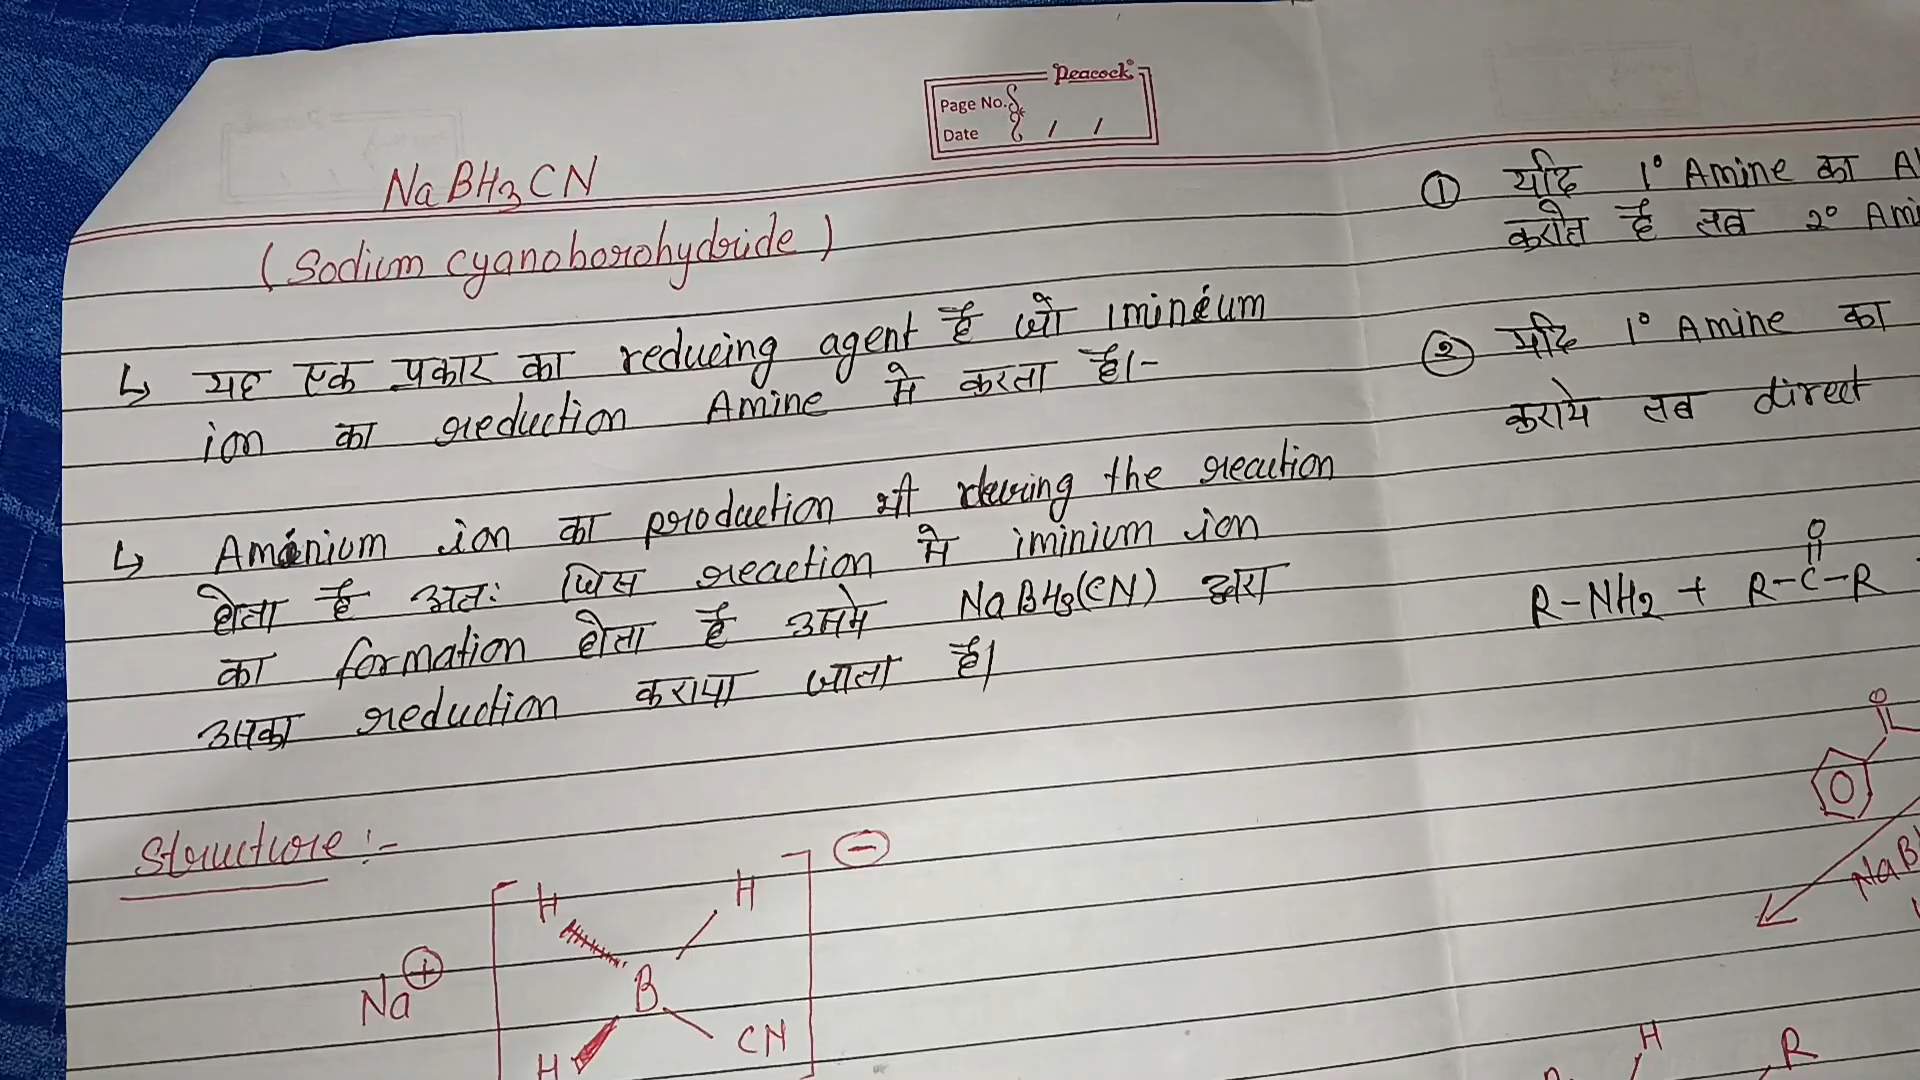 Peacock
Page No.
Date / /
NaBH3CN
(Sodium cyanoborohydride)
↳ यह एक प्रकार का reducing agent है जो iminium
ion का reduction Amine मे करता है।-
↳ Aminium ion का production भी during the reaction
होता है अतः जिस reaction मे iminium ion
का formation होता है उसमे NaBH3(CN) द्वारा
उसका reduction कराया जाता है।
Structure :-
Na⊕ [ H H B H CN ] ⊖
① यदि 1° Amine का
करते है तब 2°
② यदि 1° Amine का
कराये तब direct
R-NH2 + R-C-R
O
O
H
R